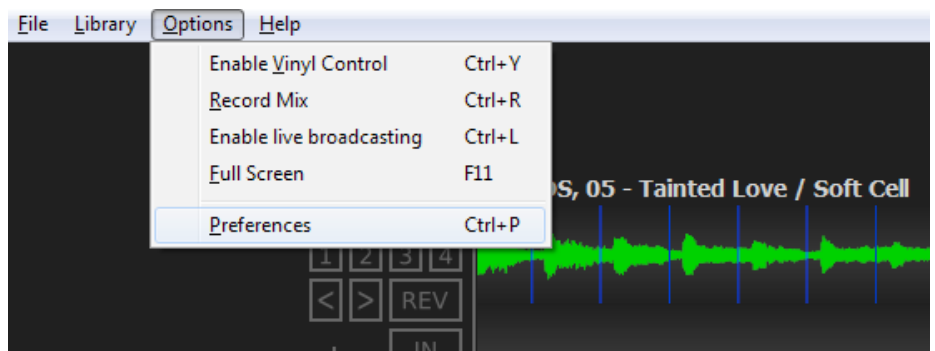 File Library Options Help
Enable Vinyl Control Ctrl+Y
Record Mix Ctrl+R
Enable live broadcasting Ctrl+L
Full Screen F11
Preferences Ctrl+P
05 - Tainted Love / Soft Cell
1 2 3 4
< > REV
IN